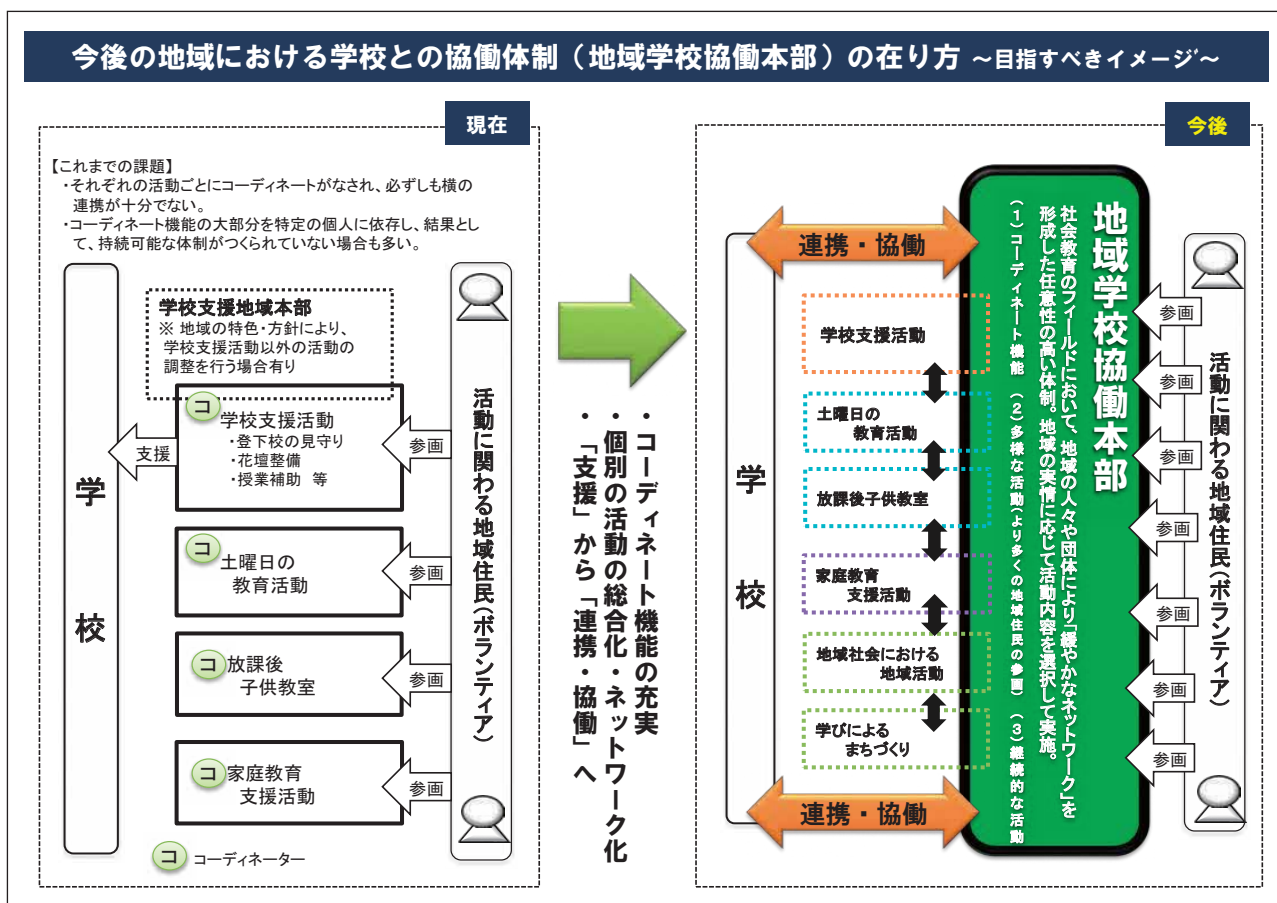 今後の地域における学校との協働体制(地域学校協働本部)の在り方 ~目指すべきイメージ~
現在
【これまでの課題】
・それぞれの活動ごとにコーディネートがなされ、必ずしも横の
連携が十分でない。
・コーディネート機能の大部分を特定の個人に依存し、結果とし
て、持続可能な体制がつくられていない場合も多い。
学校
学校支援地域本部
※ 地域の特色・方針により、
学校支援活動以外の活動の
調整を行う場合有り
コ 学校支援活動
・登下校の見守り
・花壇整備
・授業補助 等
支援
参画
コ 土曜日の
教育活動
参画
コ 放課後
子供教室
参画
コ 家庭教育
支援活動
参画
活動に関わる地域住民(ボランティア)
コ コーディネーター
・コーディネート機能の充実
・個別の活動の総合化・ネットワーク化
・「支援」から「連携・協働」へ
今後
学校
連携・協働
学校支援活動
土曜日の
教育活動
放課後子供教室
家庭教育
支援活動
地域社会における
地域活動
学びによる
まちづくり
連携・協働
地域学校協働本部
社会教育のフィールドにおいて、地域の人々や団体により「緩やかなネットワーク」を
形成した任意性の高い体制。地域の実情に応じて活動内容を選択して実施。
(1)コーディネート機能 (2)多様な活動(より多くの地域住民の参画) (3)継続的な活動
参画
参画
参画
参画
参画
参画
参画
活動に関わる地域住民(ボランティア)